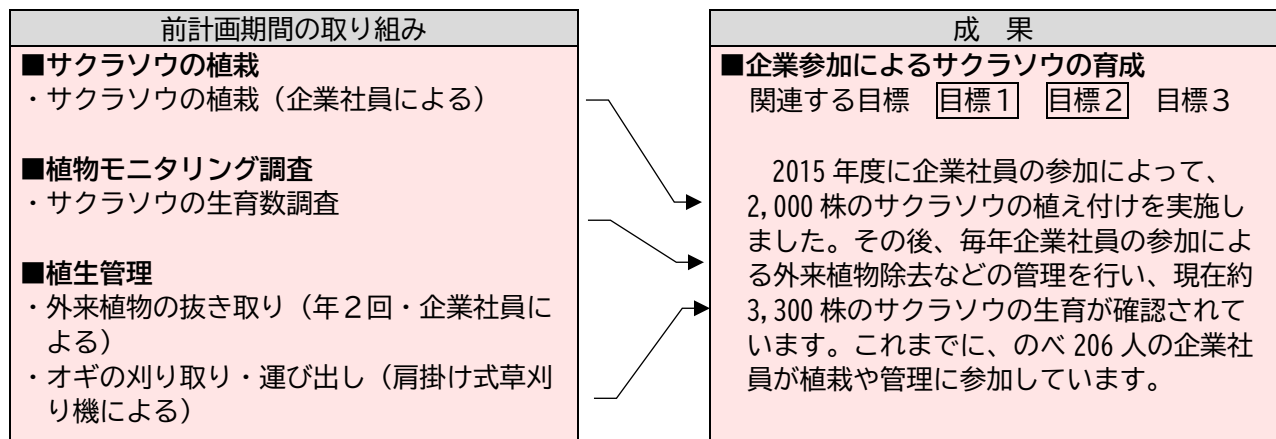 前計画期間の取り組み
■サクラソウの植栽
・サクラソウの植栽（企業社員による）
■植物モニタリング調査
・サクラソウの生育数調査
■植生管理
・外来植物の抜き取り（年２回・企業社員に
よる）
・オギの刈り取り・運び出し（肩掛け式草刈
り機による）
成　果
■企業参加によるサクラソウの育成
関連する目標　目標１　目標２　目標３
2015 年度に企業社員の参加によって、
2,000 株のサクラソウの植え付けを実施し
ました。その後、毎年企業社員の参加によ
る外来植物除去などの管理を行い、現在約
3,300 株のサクラソウの生育が確認されて
います。これまでに、のべ 206 人の企業社
員が植栽や管理に参加しています。